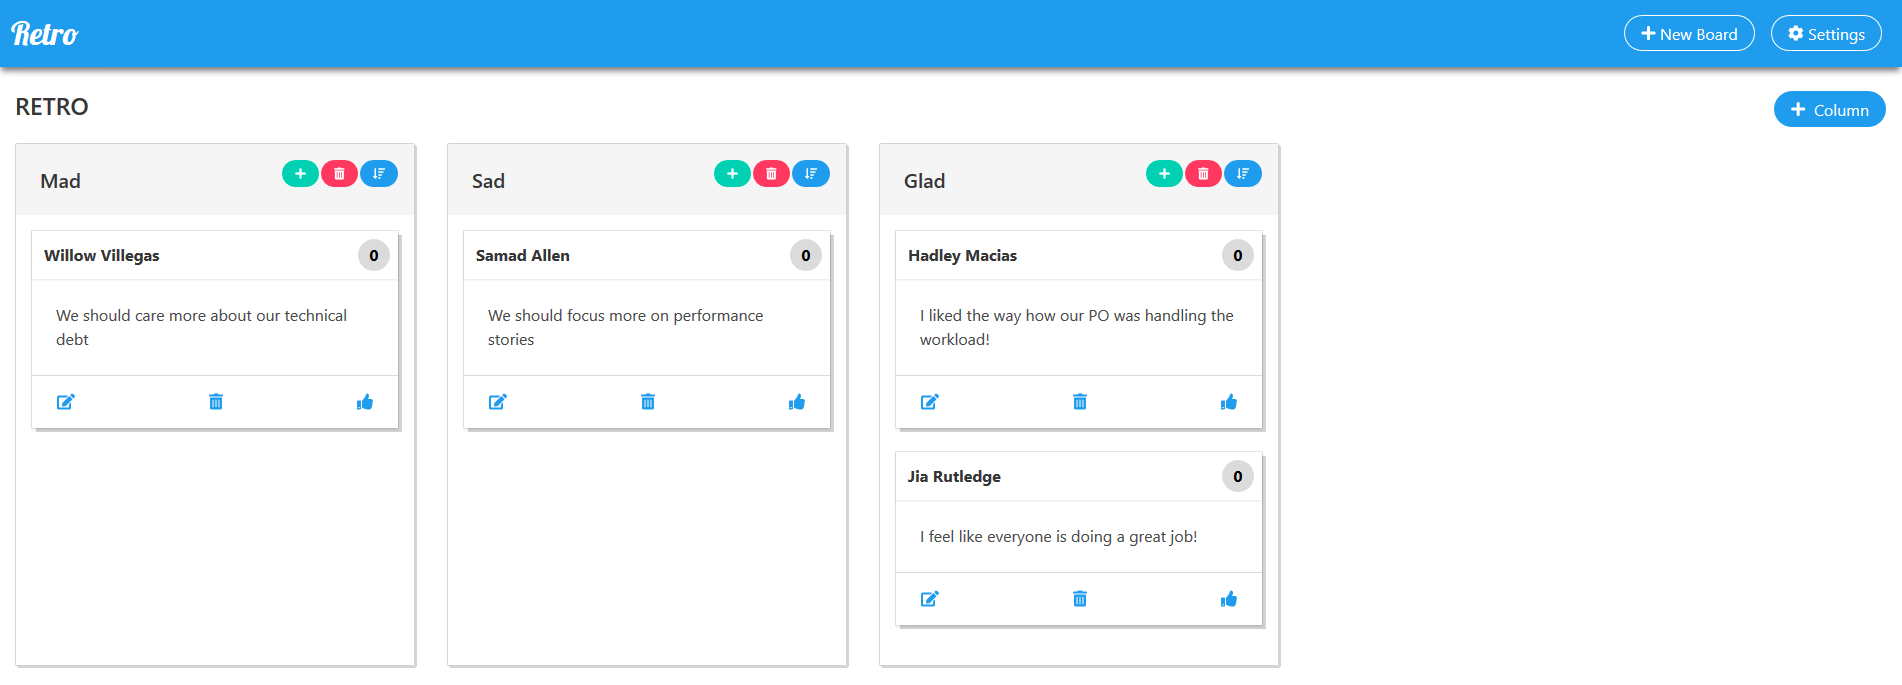 Retro
New Board
Settings
RETRO
Column
Mad
Willow Villegas
0
We should care more about our technical
debt
Sad
Samad Allen
0
We should focus more on performance
stories
Glad
Hadley Macias
0
I liked the way how our PO was handling the
workload!
Jia Rutledge
0
I feel like everyone is doing a great job!